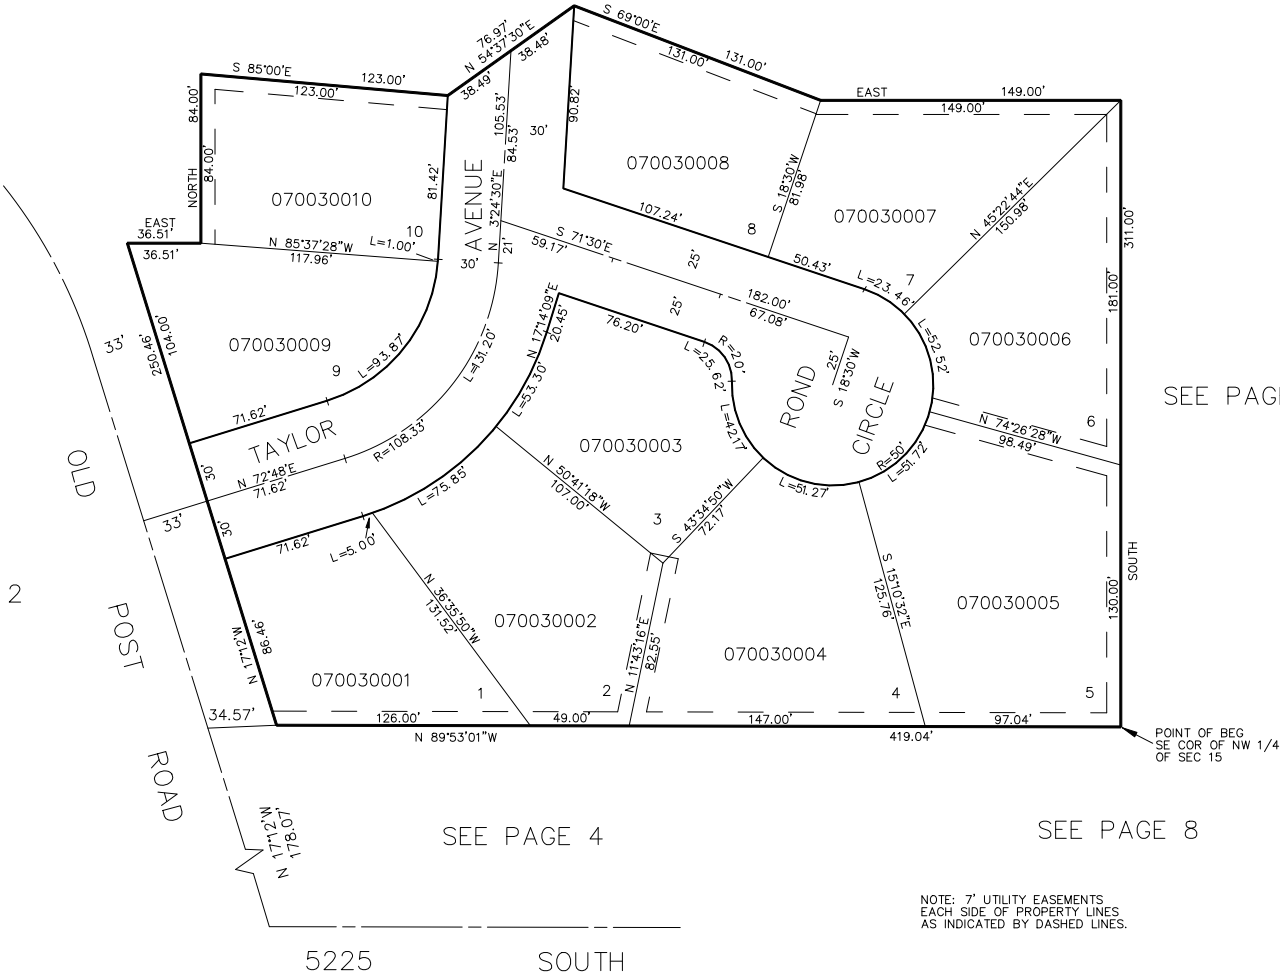 S 69°00'E
131.00'
131.00'
76.97'
N 54°37'30"E
38.49'
38.48'
S 85°00'E
123.00'
123.00'
84.00'
84.00'
NORTH
EAST
149.00'
149.00'
105.53'
84.53'
30'
90.82'
070030008
S 18°30'W
81.98'
070030007
N 45°22'44"E
150.98'
311.00'
181.00'
070030010
10
81.42'
AVENUE
N 3°24'30"E
21'
30'
EAST
36.51'
36.51'
N 85°37'28"W
117.96'
L=1.00'
107.24'
8
S 71°30'E
59.17'
25'
25'
50.43'
7
L=23.46'
182.00'
67.08'
L=52.52'
070030006
6
33'
250.46'
104.00'
070030009
9
L=93.87'
L=131.20'
N 17°14'09"E
20.45'
76.20'
R=20'
L=25.62'
25'
S 18°30'W
ROND
CIRCLE
SEE PAGE
71.62'
TAYLOR
R=108.33'
L=53.30'
070030003
L=42.17'
R=50'
L=51.72'
N 74°26'28"W
98.49'
OLD
30'
N 72°48'E
71.62'
L=75.85'
N 50°41'18"W
107.00'
L=51.27'
3
S 43°34'50"W
72.17'
33'
30'
71.62'
L=5.00'
SOUTH
130.00'
2
POST
N 36°35'50"W
131.52'
S 15°10'32"E
125.76'
070030005
070030002
N 11°43'16"E
82.55'
070030004
N 17°12'W
86.46'
070030001
1
2
4
5
34.57'
126.00'
49.00'
147.00'
97.04'
N 89°53'01"W
419.04'
POINT OF BEG
SE COR OF NW 1/4
OF SEC 15
ROAD
N 17°12'W
178.07'
SEE PAGE 4
SEE PAGE 8
NOTE: 7' UTILITY EASEMENTS
EACH SIDE OF PROPERTY LINES
AS INDICATED BY DASHED LINES.
5225 SOUTH